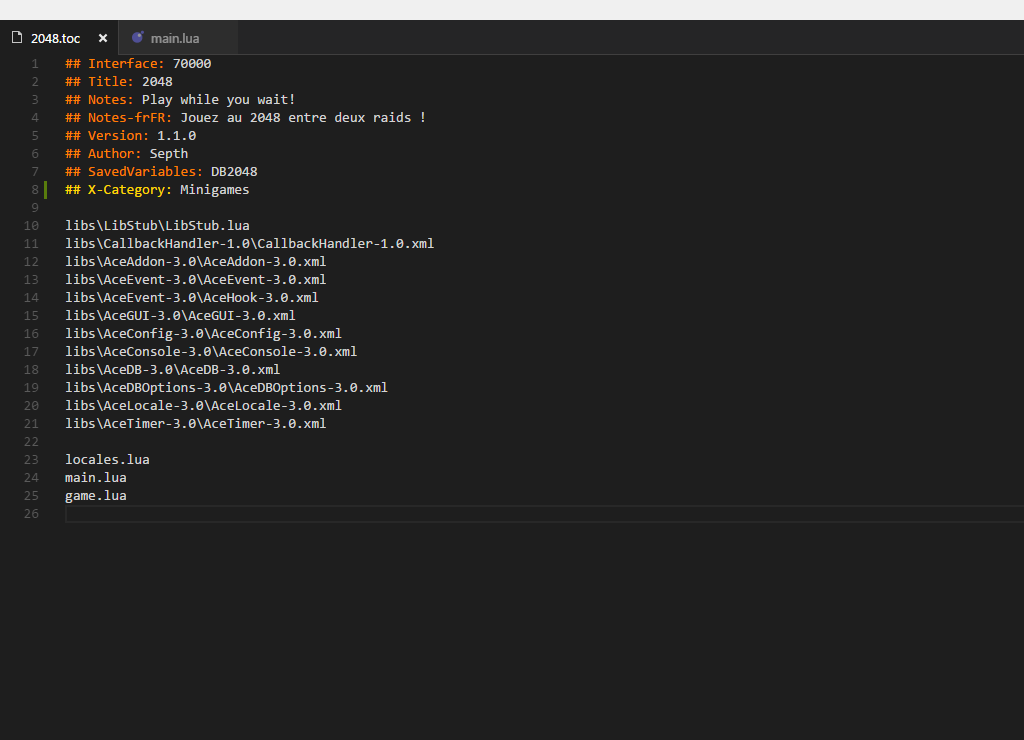 2048.toc × main.lua
1 ## Interface: 70000
2 ## Title: 2048
3 ## Notes: Play while you wait!
4 ## Notes-frFR: Jouez au 2048 entre deux raids !
5 ## Version: 1.1.0
6 ## Author: Septh
7 ## SavedVariables: DB2048
8 ## X-Category: Minigames
9
10 libs\LibStub\LibStub.lua
11 libs\CallbackHandler-1.0\CallbackHandler-1.0.xml
12 libs\AceAddon-3.0\AceAddon-3.0.xml
13 libs\AceEvent-3.0\AceEvent-3.0.xml
14 libs\AceEvent-3.0\AceHook-3.0.xml
15 libs\AceGUI-3.0\AceGUI-3.0.xml
16 libs\AceConfig-3.0\AceConfig-3.0.xml
17 libs\AceConsole-3.0\AceConsole-3.0.xml
18 libs\AceDB-3.0\AceDB-3.0.xml
19 libs\AceDBOptions-3.0\AceDBOptions-3.0.xml
20 libs\AceLocale-3.0\AceLocale-3.0.xml
21 libs\AceTimer-3.0\AceTimer-3.0.xml
22
23 locales.lua
24 main.lua
25 game.lua
26